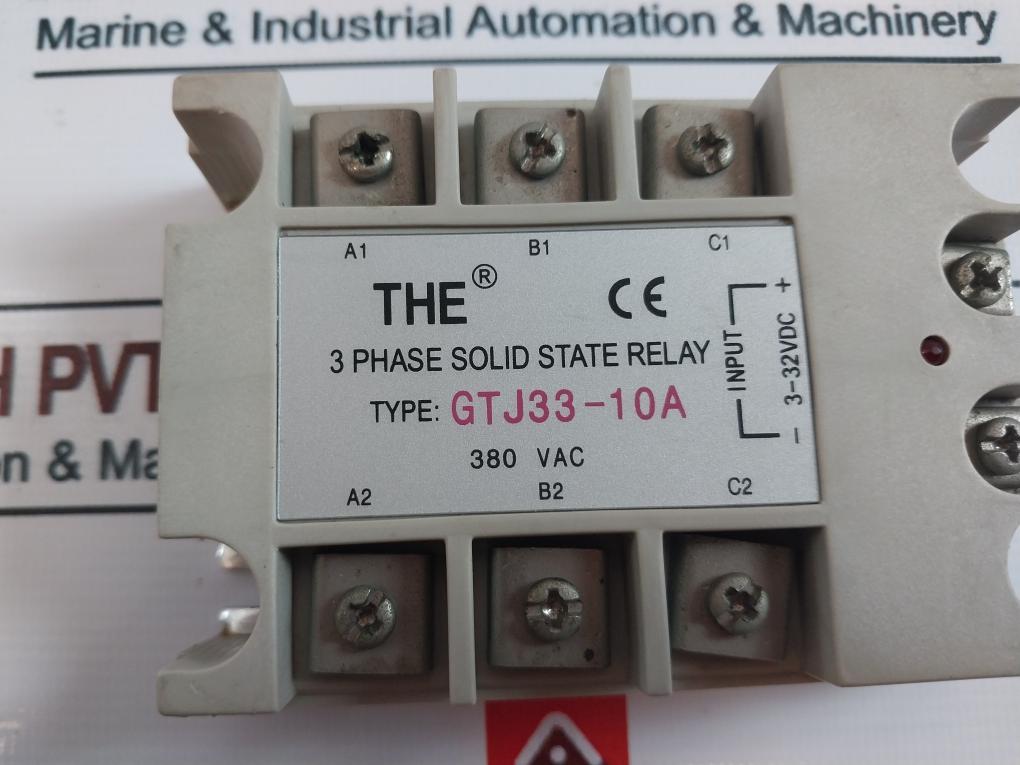 Marine & Industrial Automation & Machinery
H PVT
n & Ma
A1 B1 C1
THE® CE
3 PHASE SOLID STATE RELAY
TYPE: GTJ33-10A
380 VAC
A2 B2 C2
INPUT
- 3-32VDC +